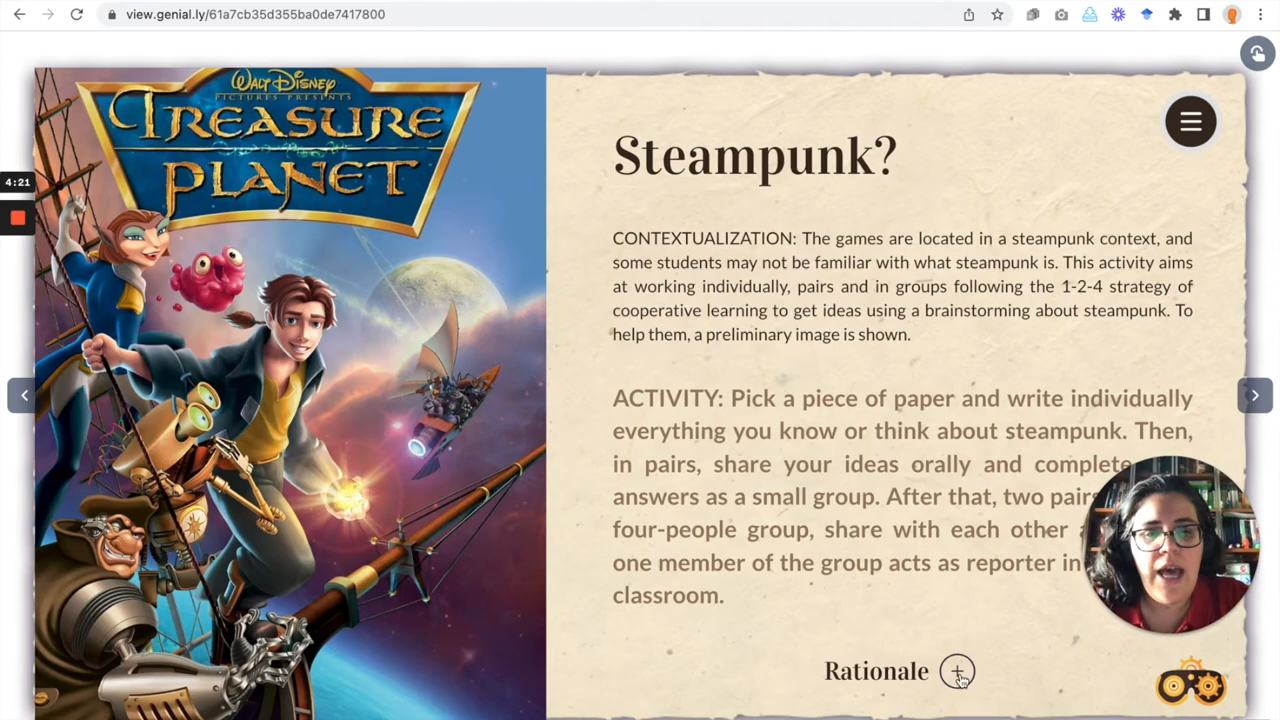 view.genial.ly/61a7cb35d355ba0de7417800
WALT DISNEY
PICTURES PRESENTS
TREASURE
PLANET
4:21
Steampunk?
CONTEXTUALIZATION: The games are located in a steampunk context, and
some students may not be familiar with what steampunk is. This activity aims
at working individually, pairs and in groups following the 1-2-4 strategy of
cooperative learning to get ideas using a brainstorming about steampunk. To
help them, a preliminary image is shown.
ACTIVITY: Pick a piece of paper and write individually
everything you know or think about steampunk. Then,
in pairs, share your ideas orally and complete
answers as a small group. After that, two pairs
four-people group, share with each other
one member of the group acts as reporter in
classroom.
Rationale